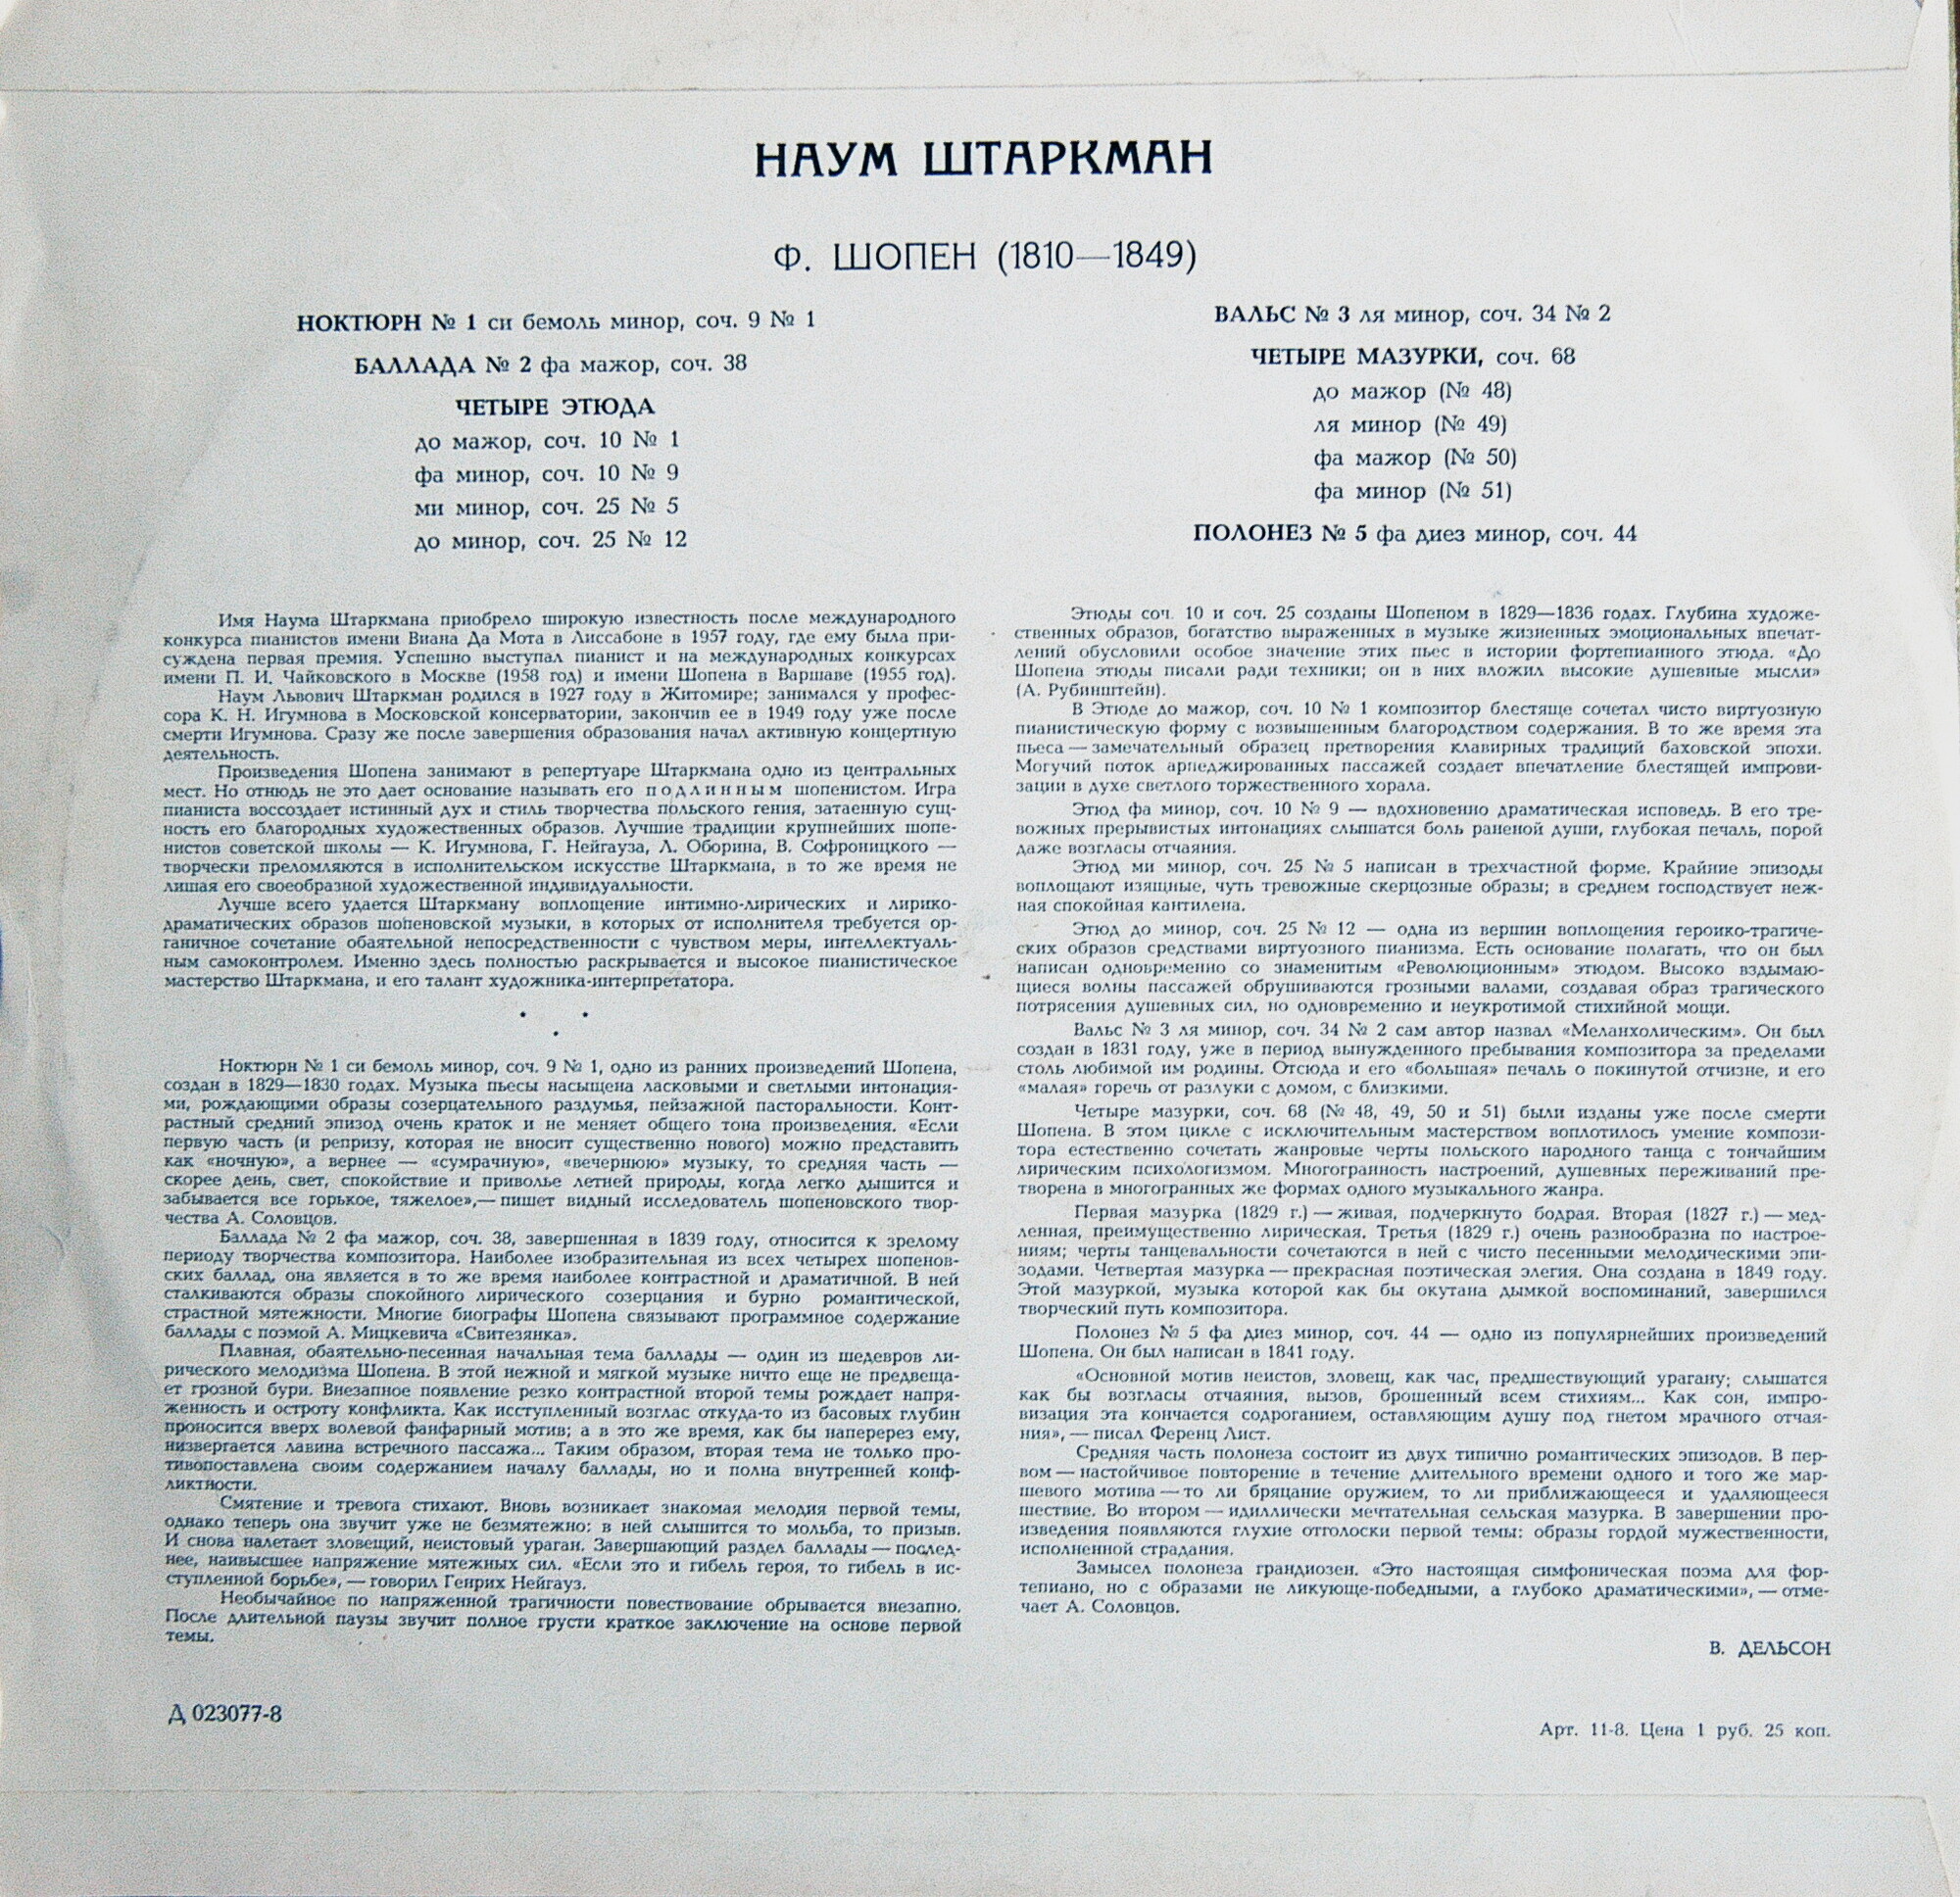 НАУМ ШТАРКМАН
Ф. ШОПЕН (1810—1849)
НОКТЮРН № 1 си бемоль минор, соч. 9 № 1
БАЛЛАДА № 2 фа мажор, соч. 38
ЧЕТЫРЕ ЭТЮДА
до мажор, соч. 10 № 1
фа минор, соч. 10 № 9
ми минор, соч. 25 № 5
до минор, соч. 25 № 12
ВАЛЬС № 3 ля минор, соч. 34 № 2
ЧЕТЫРЕ МАЗУРКИ, соч. 68
до мажор (№ 48)
ля минор (№ 49)
фа мажор (№ 50)
фа минор (№ 51)
ПОЛОНЕЗ № 5 фа диез минор, соч. 44
Имя Наума Штаркмана приобрело широкую известность после международного
конкурса пианистов имени Виана Да Мота в Лиссабоне в 1957 году, где ему была при-
суждена первая премия. Успешно выступал пианист и на международных конкурсах
имени П. И. Чайковского в Москве (1958 год) и имени Шопена в Варшаве (1955 год).
Наум Львович Штаркман родился в 1927 году в Житомире; занимался у профес-
сора К. Н. Игумнова в Московской консерватории, закончив ее в 1949 году уже после
смерти Игумнова. Сразу же после завершения образования начал активную концертную
деятельность.
Произведения Шопена занимают в репертуаре Штаркмана одно из центральных
мест. Но отнюдь не это дает основание называть его подлинным шопенистом. Игра
пианиста воссоздает истинный дух и стиль творчества польского гения, затаенную сущ-
ность его благородных художественных образов. Лучшие традиции крупнейших шопе-
нистов советской школы — К. Игумнова, Г. Нейгауза, Л. Оборина, В. Софроницкого —
творчески преломляются в исполнительском искусстве Штаркмана, в то же время не
лишая его своеобразной художественной индивидуальности.
Лучше всего удается Штаркману воплощение интимно-лирических и лирико-
драматических образов шопеновской музыки, в которых от исполнителя требуется ор-
ганичное сочетание обаятельной непосредственности с чувством меры, интеллектуаль-
ным самоконтролем. Именно здесь полностью раскрывается и высокое пианистическое
мастерство Штаркмана, и его талант художника-интерпретатора.
Ноктюрн № 1 си бемоль минор, соч. 9 № 1, одно из ранних произведений Шопена,
создан в 1829—1830 годах. Музыка пьесы насыщена ласковыми и светлыми интонация-
ми, рождающими образы созерцательного раздумья, пейзажной пасторальности. Конт-
растный средний эпизод очень краток и не меняет общего тона произведения. «Если
первую часть (и репризу, которая не вносит существенно нового) можно представить
как «ночную», а вернее — «сумрачную», «вечернюю» музыку, то средняя часть —
скорее день, свет, спокойствие и приволье летней природы, когда легко дышится и
забывается все горькое, тяжелое»,— пишет видный исследователь шопеновского твор-
чества А. Соловцов.
Баллада № 2 фа мажор, соч. 38, завершенная в 1839 году, относится к зрелому
периоду творчества композитора. Наиболее изобразительная из всех четырех шопенов-
ских баллад, она является в то же время наиболее контрастной и драматичной. В ней
сталкиваются образы спокойного лирического созерцания и бурно романтической,
страстной мятежности. Многие биографы Шопена связывают программное содержание
баллады с поэмой А. Мицкевича «Свитезянка».
Плавная, обаятельно-песенная начальная тема баллады — один из шедевров ли-
рического мелодизма Шопена. В этой нежной и мягкой музыке ничто еще не предвеща-
ет грозной бури. Внезапное появление резко контрастной второй темы рождает напря-
женность и остроту конфликта. Как исступленный возглас откуда-то из басовых глубин
проносится вверх волевой фанфарный мотив; а в это же время, как бы наперерез ему,
низвергается лавина встречного пассажа... Таким образом, вторая тема не только про-
тивопоставлена своим содержанием началу баллады, но и полна внутренней конф-
ликтности.
Смятение и тревога стихают. Вновь возникает знакомая мелодия первой темы,
однако теперь она звучит уже не безмятежно: в ней слышится то мольба, то призыв.
И снова налетает зловещий, неистовый ураган. Завершающий раздел баллады — послед-
нее, наивысшее напряжение мятежных сил. «Если это и гибель героя, то гибель в ис-
ступленной борьбе», — говорил Генрих Нейгауз.
Необычайное по напряженной трагичности повествование обрывается внезапно.
После длительной паузы звучит полное грусти краткое заключение на основе первой
темы.
Этюды соч. 10 и соч. 25 созданы Шопеном в 1829—1836 годах. Глубина художе-
ственных образов, богатство выраженных в музыке жизненных эмоциональных впечат-
лений обусловили особое значение этих пьес в истории фортепианного этюда. «До
Шопена этюды писали ради техники; он в них вложил высокие душевные мысли»
(А. Рубинштейн).
В Этюде до мажор, соч. 10 № 1 композитор блестяще сочетал чисто виртуозную
пианистическую форму с возвышенным благородством содержания. В то же время эта
пьеса — замечательный образец претворения клавирных традиций баховской эпохи.
Могучий поток арпеджированных пассажей создает впечатление блестящей импрови-
зации в духе светлого торжественного хорала.
Этюд фа минор, соч. 10 № 9 — вдохновенно драматическая исповедь. В его тре-
вожных прерывистых интонациях слышатся боль раненой души, глубокая печаль, порой
даже возгласы отчаяния.
Этюд ми минор, соч. 25 № 5 написан в трехчастной форме. Крайние эпизоды
воплощают изящные, чуть тревожные скерцозные образы; в среднем господствует неж-
ная спокойная кантилена.
Этюд до минор, соч. 25 № 12 — одна из вершин воплощения героико-трагиче-
ских образов средствами виртуозного пианизма. Есть основание полагать, что он был
написан одновременно со знаменитым «Революционным» этюдом. Высоко вздымаю-
щиеся волны пассажей обрушиваются грозными валами, создавая образ трагического
потрясения душевных сил, но одновременно и неукротимой стихийной мощи.
Вальс № 3 ля минор, соч. 34 № 2 сам автор назвал «Меланхолическим». Он был
создан в 1831 году, уже в период вынужденного пребывания композитора за пределами
столь любимой им родины. Отсюда и его «большая» печаль о покинутой отчизне, и его
«малая» горечь от разлуки с домом, с близкими.
Четыре мазурки, соч. 68 (№ 48, 49, 50 и 51) были изданы уже после смерти
Шопена. В этом цикле с исключительным мастерством воплотилось умение компози-
тора естественно сочетать жанровые черты польского народного танца с тончайшим
лирическим психологизмом. Многогранность настроений, душевных переживаний пре-
творена в многогранных же формах одного музыкального жанра.
Первая мазурка (1829 г.) — живая, подчеркнуто бодрая. Вторая (1827 г.) — мед-
ленная, преимущественно лирическая. Третья (1829 г.) очень разнообразна по настрое-
ниям; черты танцевальности сочетаются в ней с чисто песенными мелодическими эпи-
зодами. Четвертая мазурка — прекрасная поэтическая элегия. Она создана в 1849 году.
Этой мазуркой, музыка которой как бы окутана дымкой воспоминаний, завершился
творческий путь композитора.
Полонез № 5 фа диез минор, соч. 44 — одно из популярнейших произведений
Шопена. Он был написан в 1841 году.
«Основной мотив неистов, зловещ, как час, предшествующий урагану; слышатся
как бы возгласы отчаяния, вызов, брошенный всем стихиям... Как сон, импро-
визация эта кончается содроганием, оставляющим душу под гнетом мрачного отчая-
ния», — писал Ференц Лист.
Средняя часть полонеза состоит из двух типично романтических эпизодов. В пер-
вом — настойчивое повторение в течение длительного времени одного и того же мар-
шевого мотива — то ли бряцание оружием, то ли приближающееся и удаляющееся
шествие. Во втором — идиллически мечтательная сельская мазурка. В завершении про-
изведения появляются глухие отголоски первой темы: образы гордой мужественности,
исполненной страдания.
Замысел полонеза грандиозен. «Это настоящая симфоническая поэма для фор-
тепиано, но с образами не ликующе-победными, а глубоко драматическими», — отме-
чает А. Соловцов.
В. ДЕЛЬСОН
Д 023077-8
Арт. 11-8. Цена 1 руб. 25 коп.